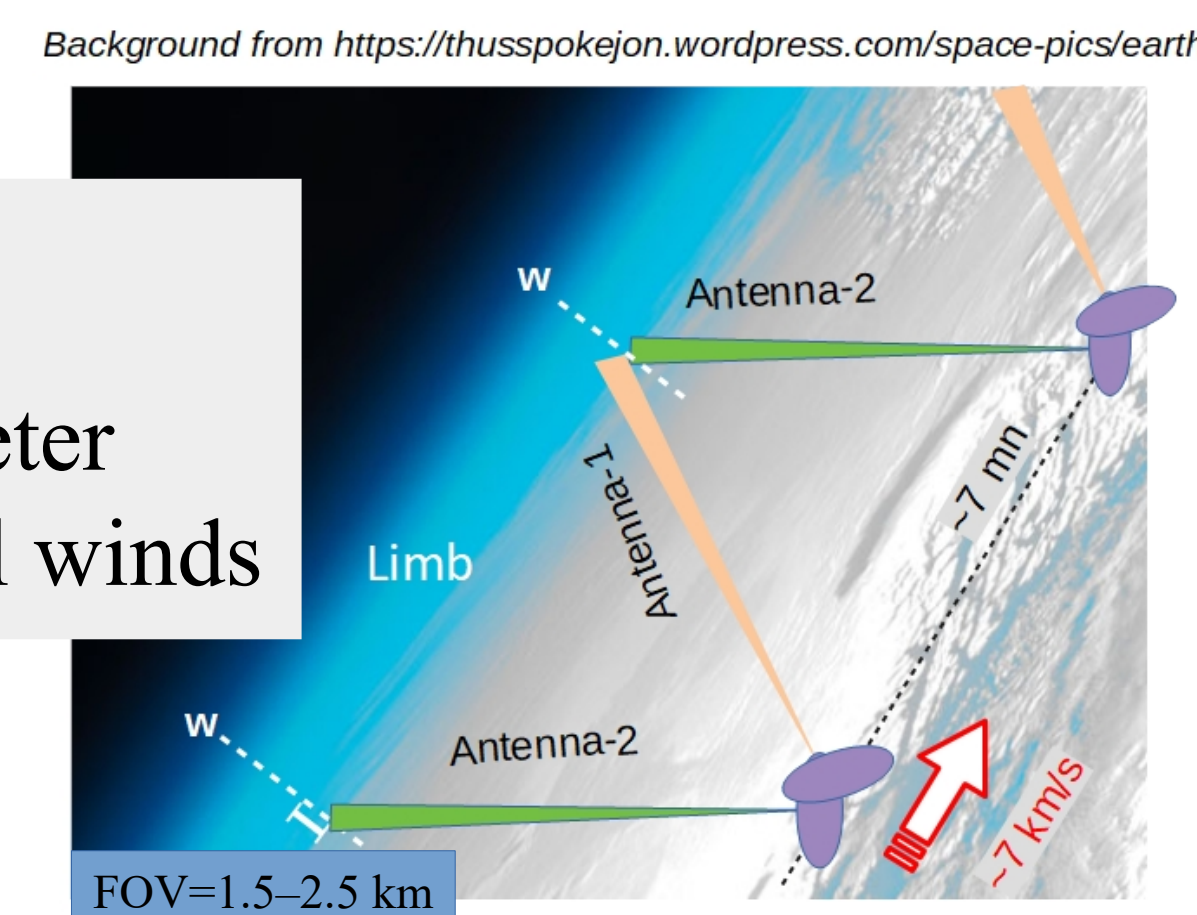 Background from https://thusspokejon.wordpress.com/space-pics/earth
w
Antenna-2
eter
Antenna-1
~7 mn
l winds
Limb
w
Antenna-2
~7 km/s
FOV=1.5–2.5 km